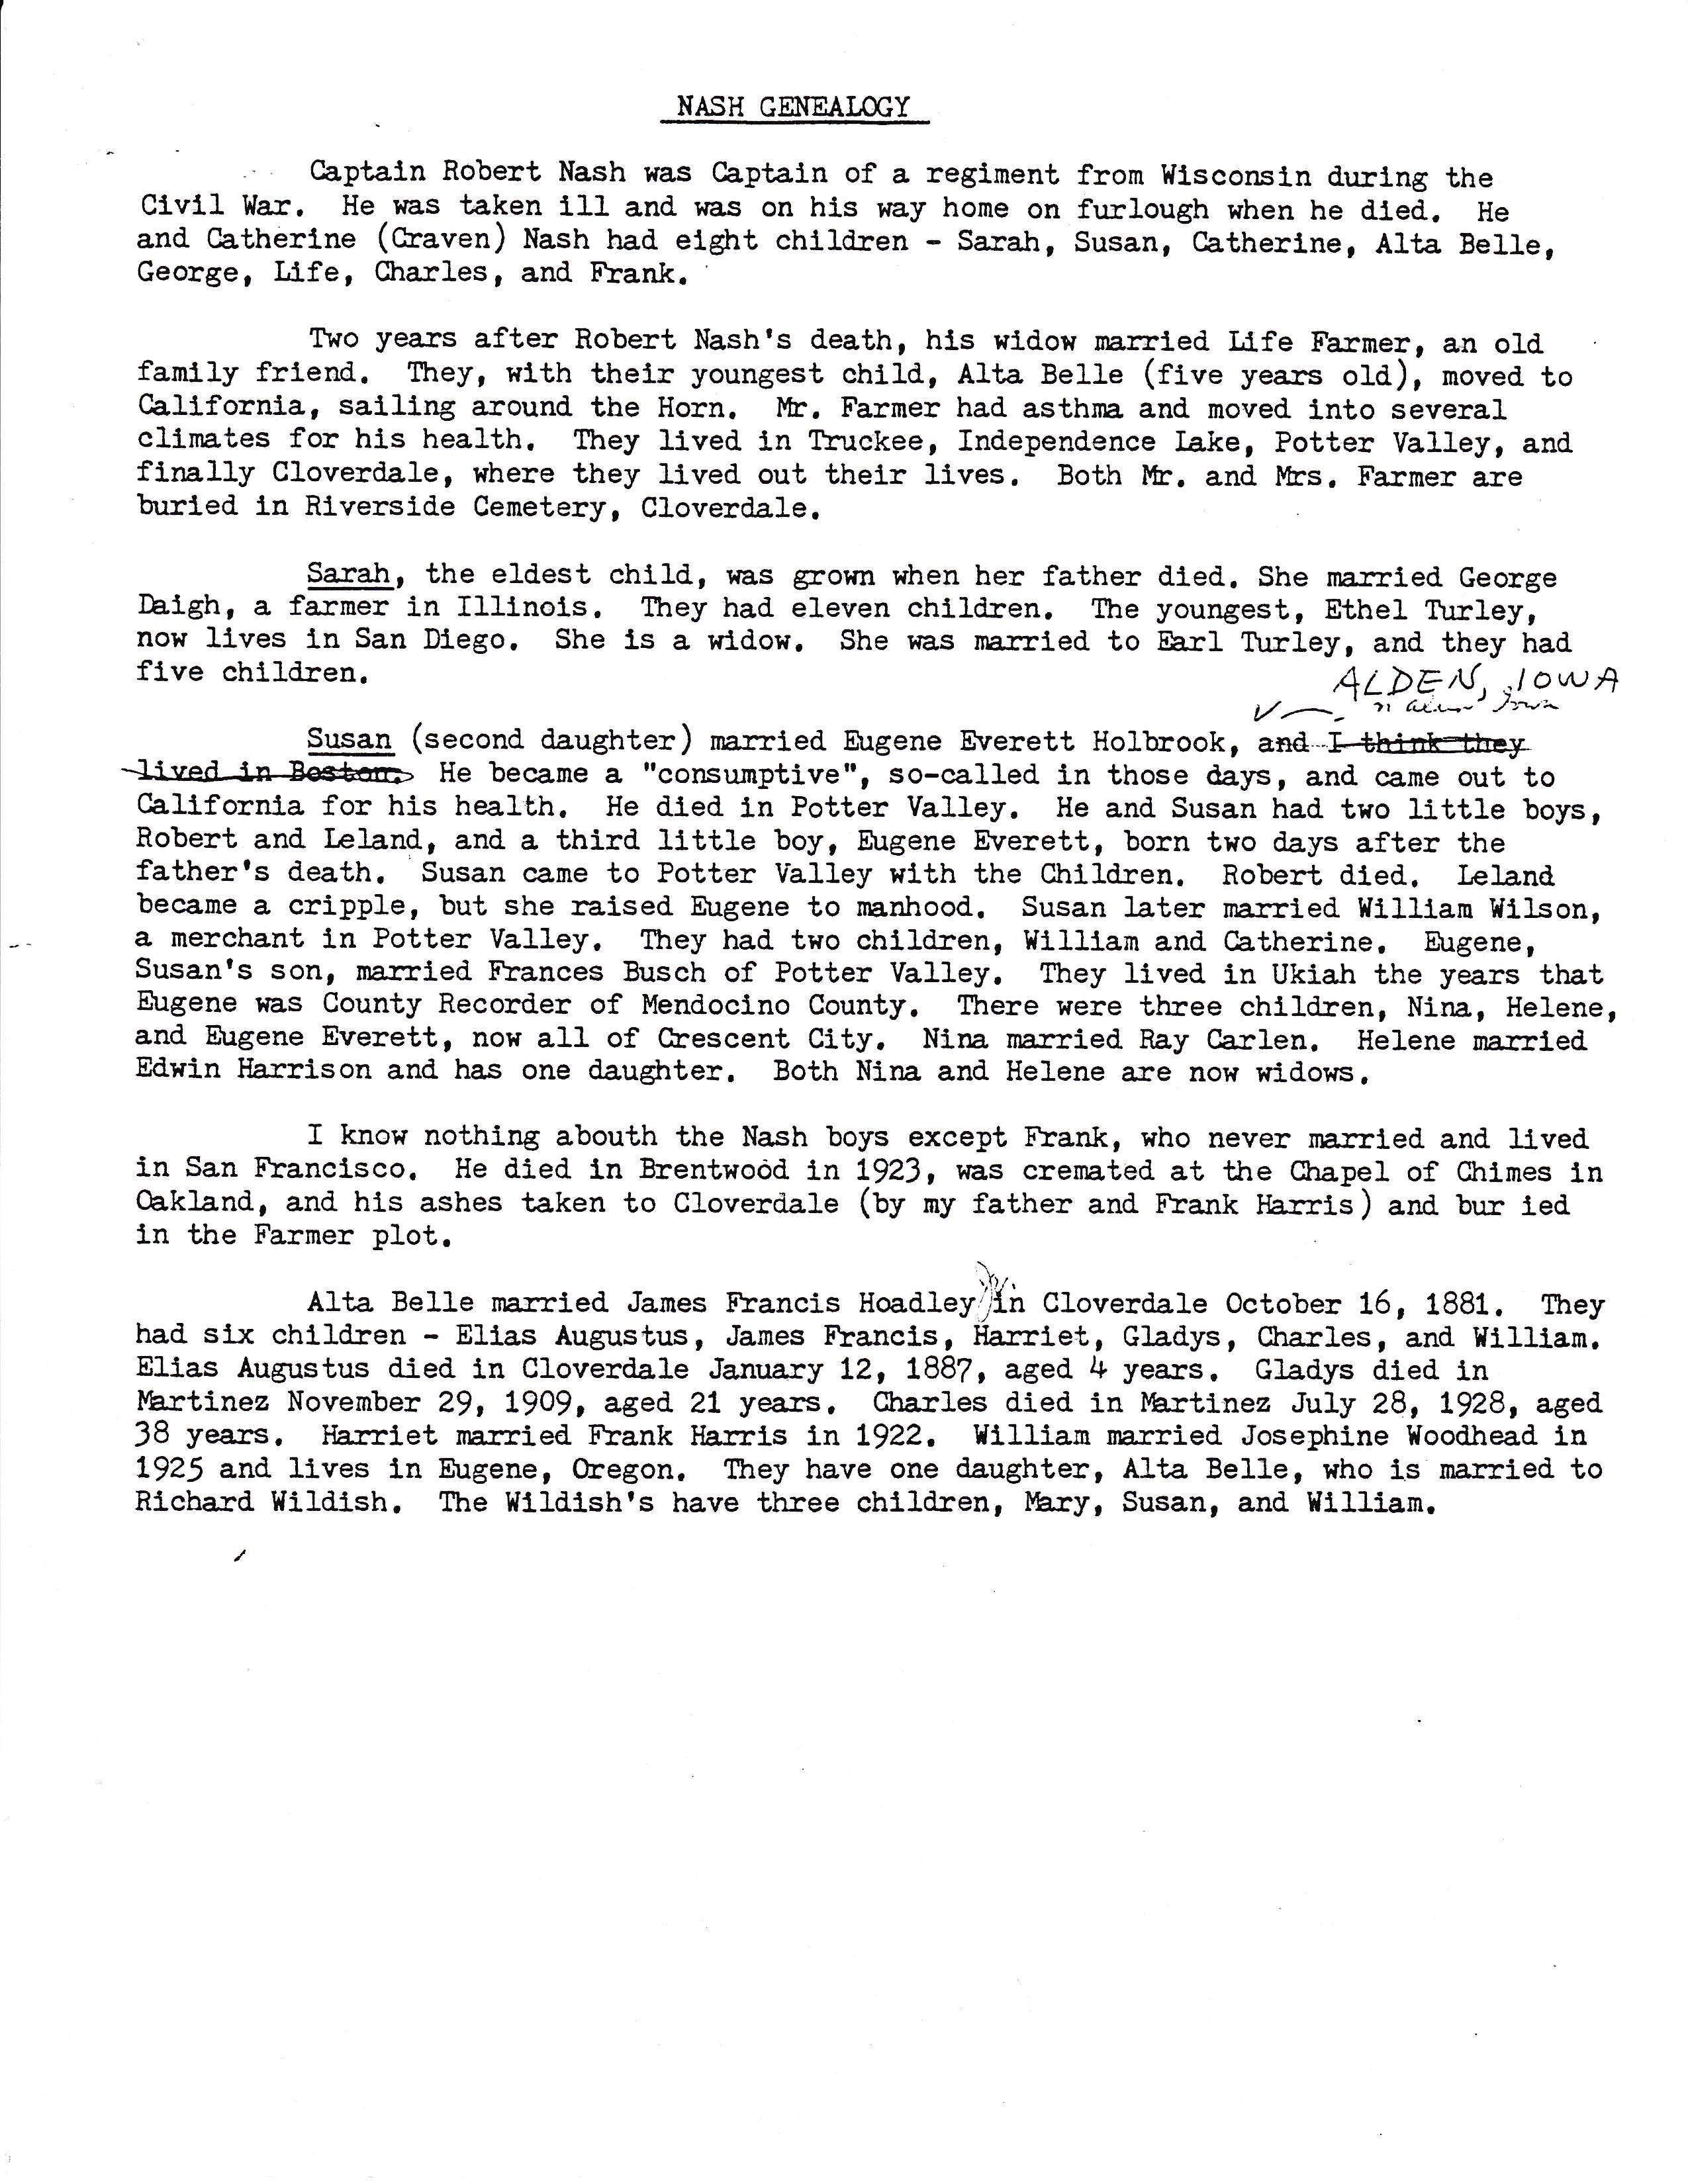 NASH GENEALOGY
Captain Robert Nash was Captain of a regiment from Wisconsin during the
Civil War. He was taken ill and was on his way home on furlough when he died. He
and Catherine (Craven) Nash had eight children - Sarah, Susan, Catherine, Alta Belle,
George, Life, Charles, and Frank.
Two years after Robert Nash's death, his widow married Life Farmer, an old
family friend. They, with their youngest child, Alta Belle (five years old), moved to
California, sailing around the Horn. Mr. Farmer had asthma and moved into several
climates for his health. They lived in Truckee, Independence Lake, Potter Valley, and
finally Cloverdale, where they lived out their lives. Both Mr. and Mrs. Farmer are
buried in Riverside Cemetery, Cloverdale.
Sarah, the eldest child, was grown when her father died. She married George
Daigh, a farmer in Illinois. They had eleven children. The youngest, Ethel Turley,
now lives in San Diego. She is a widow. She was married to Earl Turley, and they had
five children.
ALDEN, IOWA
Iowa
Susan (second daughter) married Eugene Everett Holbrook, and I think they
lived in Boston. He became a "consumptive", so-called in those days, and came out to
California for his health. He died in Potter Valley. He and Susan had two little boys,
Robert and Leland, and a third little boy, Eugene Everett, born two days after the
father's death. Susan came to Potter Valley with the Children. Robert died. Leland
became a cripple, but she raised Eugene to manhood. Susan later married William Wilson,
a merchant in Potter Valley. They had two children, William and Catherine. Eugene,
Susan's son, married Frances Busch of Potter Valley. They lived in Ukiah the years that
Eugene was County Recorder of Mendocino County. There were three children, Nina, Helene,
and Eugene Everett, now all of Crescent City. Nina married Ray Carlen. Helene married
Edwin Harrison and has one daughter. Both Nina and Helene are now widows.
I know nothing abouth the Nash boys except Frank, who never married and lived
in San Francisco. He died in Brentwood in 1923, was cremated at the Chapel of Chimes in
Oakland, and his ashes taken to Cloverdale (by my father and Frank Harris) and bur ied
in the Farmer plot.
Alta Belle married James Francis Hoadley in Cloverdale October 16, 1881. They
had six children - Elias Augustus, James Francis, Harriet, Gladys, Charles, and William.
Elias Augustus died in Cloverdale January 12, 1887, aged 4 years. Gladys died in
Martinez November 29, 1909, aged 21 years. Charles died in Martinez July 28, 1928, aged
38 years. Harriet married Frank Harris in 1922. William married Josephine Woodhead in
1925 and lives in Eugene, Oregon. They have one daughter, Alta Belle, who is married to
Richard Wildish. The Wildish's have three children, Mary, Susan, and William.